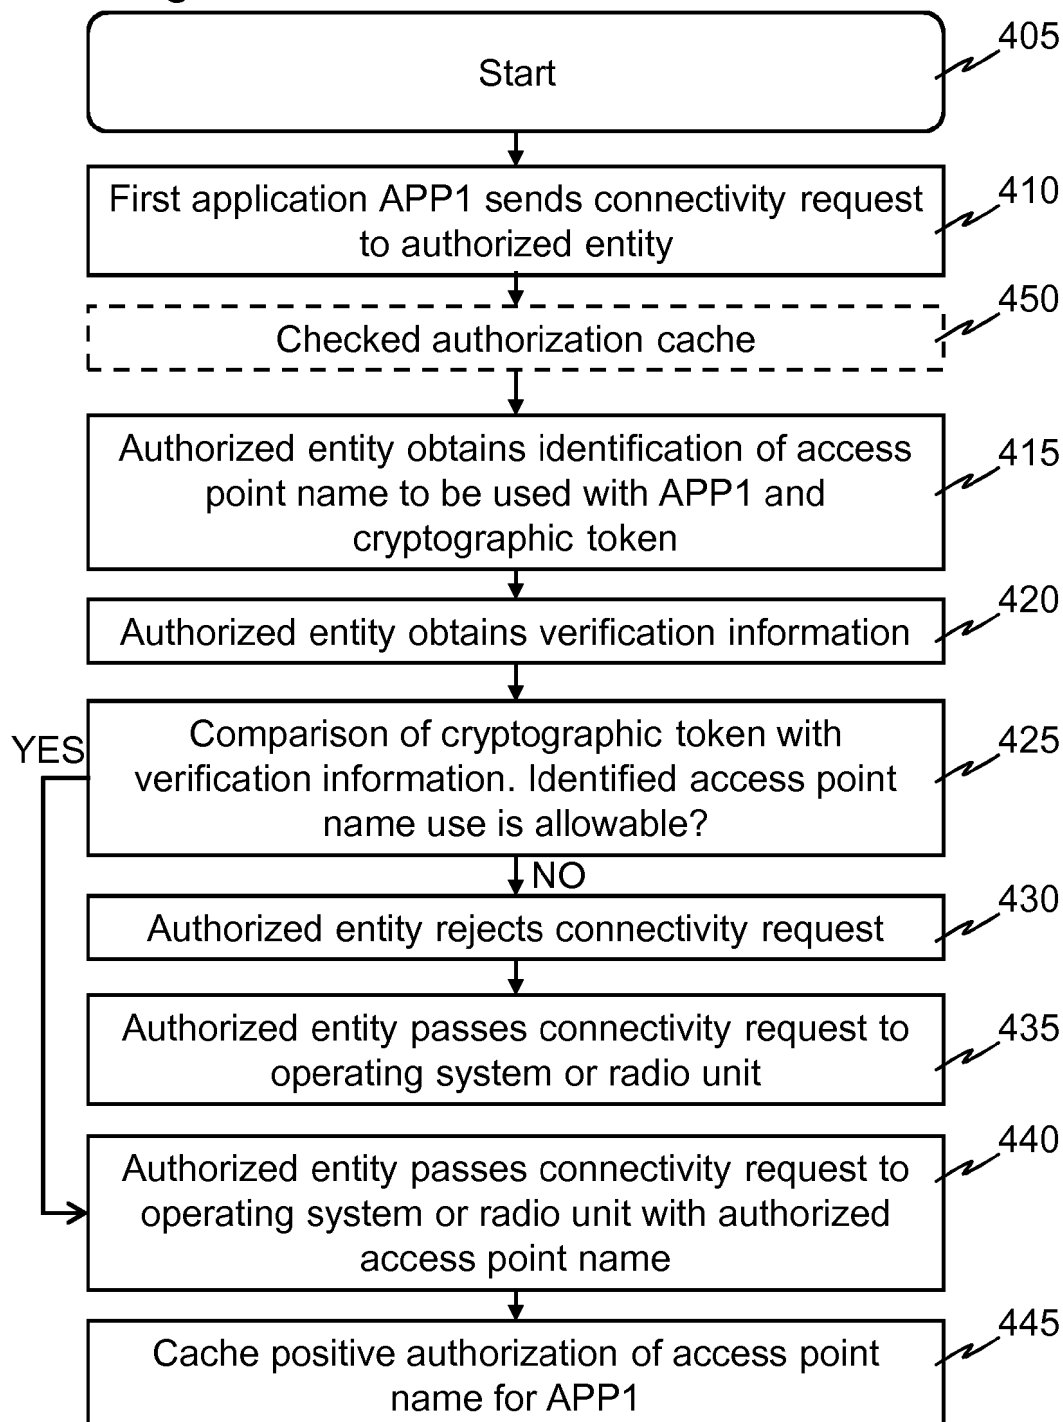 Start
405
First application APP1 sends connectivity request
to authorized entity
410
Checked authorization cache
450
Authorized entity obtains identification of access
point name to be used with APP1 and
cryptographic token
415
Authorized entity obtains verification information
420
YES
Comparison of cryptographic token with
verification information. Identified access point
name use is allowable?
425
NO
Authorized entity rejects connectivity request
430
Authorized entity passes connectivity request to
operating system or radio unit
435
Authorized entity passes connectivity request to
operating system or radio unit with authorized
access point name
440
Cache positive authorization of access point
name for APP1
445